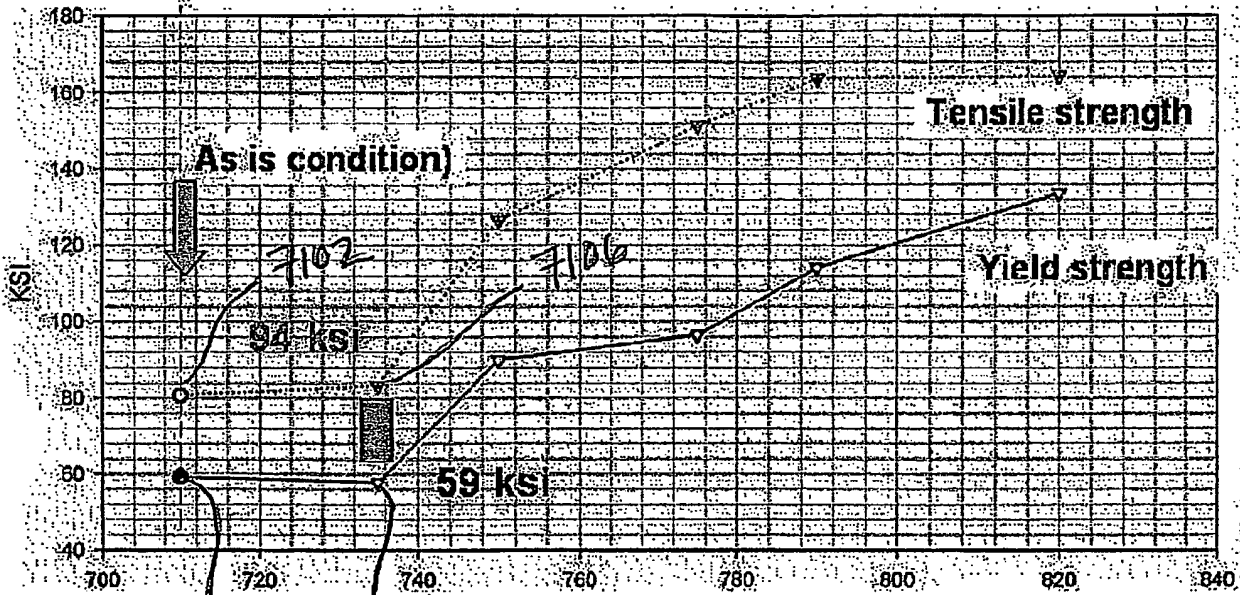 180
160
140
120
100
80
60
40
KSI
As is condition)
Tensile strength
Yield strength
7102
7106
94 ksi
59 ksi
700 720 740 760 780 800 820 840